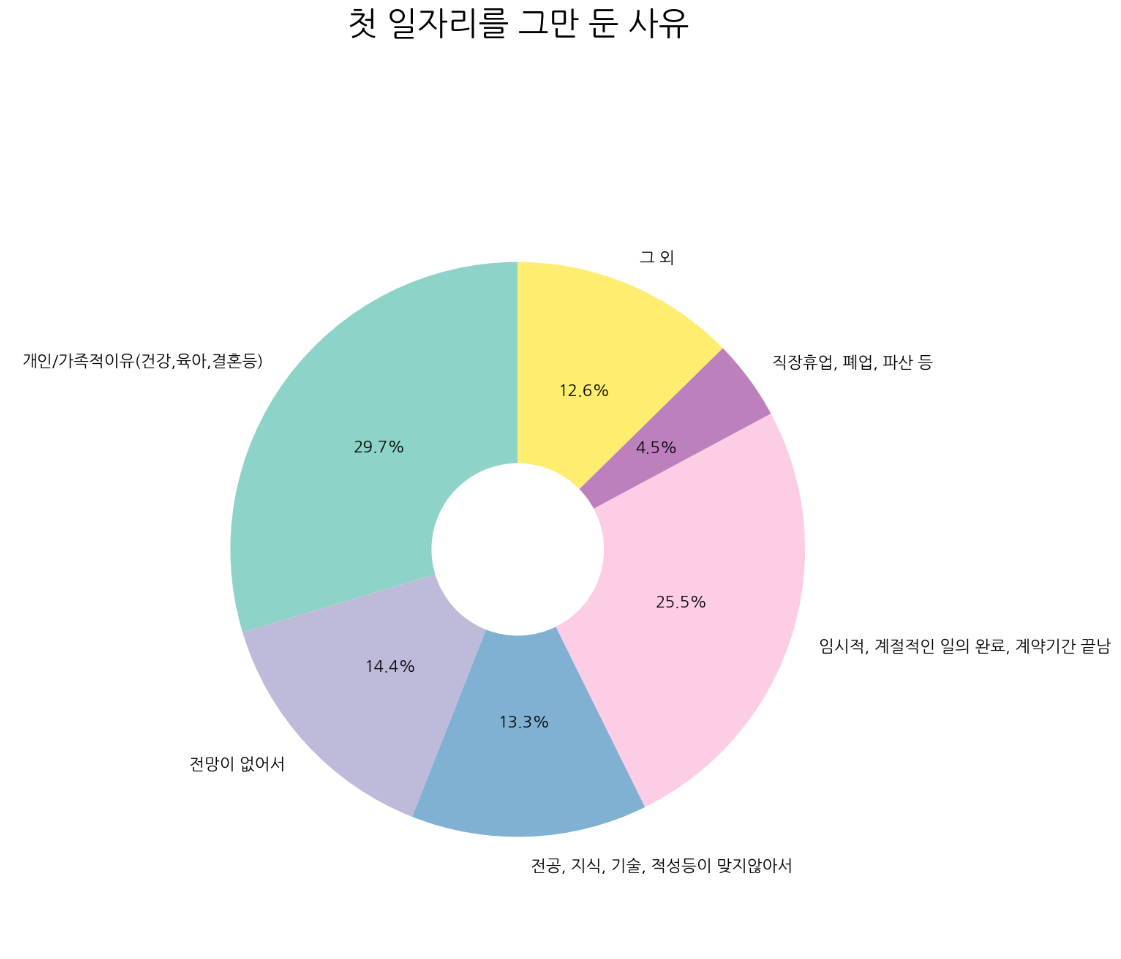 첫 일자리를 그만 둔 사유
그 외
12.6%
직장휴업, 폐업, 파산 등
4.5%
개인/가족적이유(건강,육아,결혼등)
29.7%
25.5%
임시적, 계절적인 일의 완료, 계약기간 끝남
14.4%
전망이 없어서
13.3%
전공, 지식, 기술, 적성등이 맞지않아서